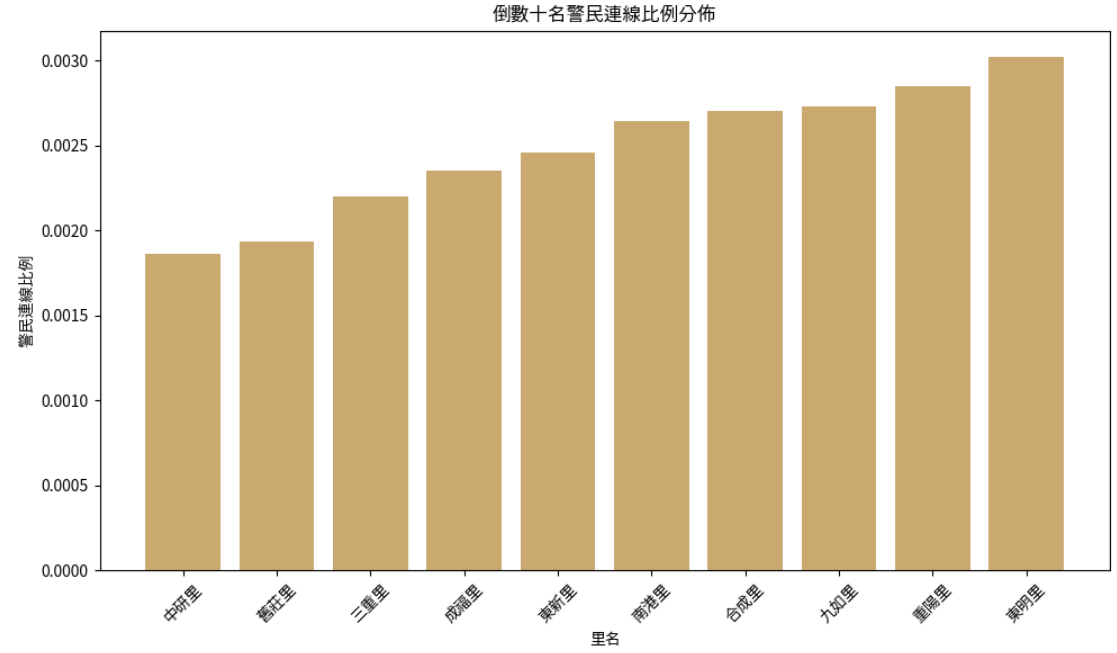 倒數十名警民連線比例分佈
警民連線比例
0.0030
0.0025
0.0020
0.0015
0.0010
0.0005
0.0000
中研里
舊莊里
三重里
成福里
東新里
南港里
合成里
九如里
重陽里
東明里
里名